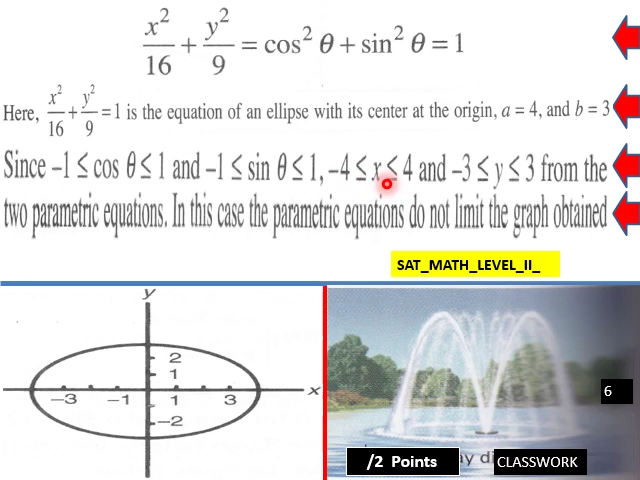 x²/16 + y²/9 = cos² θ + sin² θ = 1
Here, x²/16 + y²/9 = 1 is the equation of an ellipse with its center at the origin, a = 4, and b = 3
Since –1 ≤ cos θ ≤ 1 and –1 ≤ sin θ ≤ 1, –4 ≤ x ≤ 4 and –3 ≤ y ≤ 3 from the
two parametric equations. In this case the parametric equations do not limit the graph obtained
SAT_MATH_LEVEL_II_
y
2
1
x
–3 –1 1 3
–2
6
/2 Points
CLASSWORK